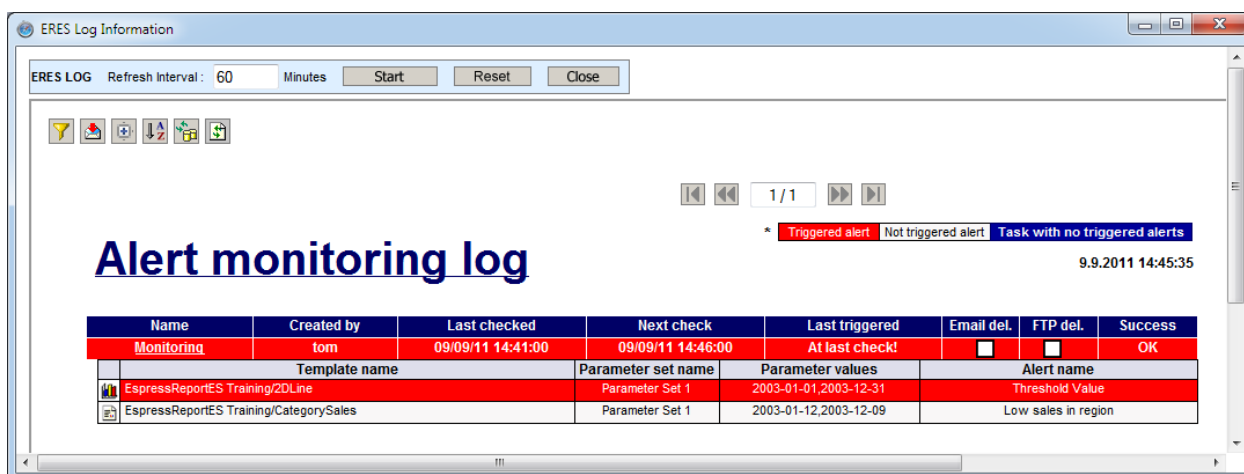 ERES Log Information
ERES LOG Refresh Interval : 60 Minutes Start Reset Close
1 / 1
* Triggered alert Not triggered alert Task with no triggered alerts
Alert monitoring log
9.9.2011 14:45:35
Name Created by Last checked Next check Last triggered Email del. FTP del. Success
Monitoring tom 09/09/11 14:41:00 09/09/11 14:46:00 At last check! OK
Template name Parameter set name Parameter values Alert name
EspressReportES Training/2DLine Parameter Set 1 2003-01-01,2003-12-31 Threshold Value
EspressReportES Training/CategorySales Parameter Set 1 2003-01-12,2003-12-09 Low sales in region